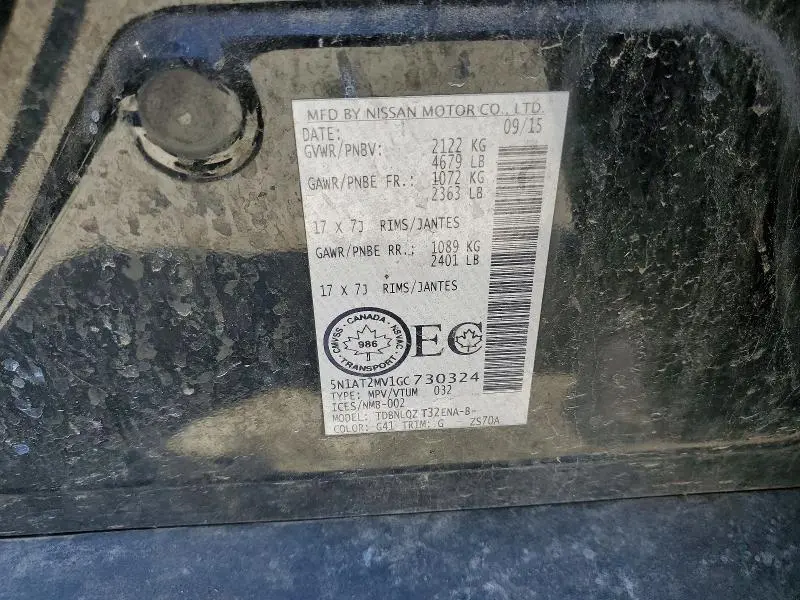 MFD BY NISSAN MOTOR CO., LTD.
DATE: 09/15
GVWR/PNBV: 2122 KG
4679 LB
GAWR/PNBE FR.: 1072 KG
2363 LB
17 X 7J RIMS/JANTES
GAWR/PNBE RR.: 1089 KG
2401 LB
17 X 7J RIMS/JANTES
CANADA · NSVAC · TRANSPORT · CMVSS
986
EC
5N1AT2MV1GC730324
TYPE: MPV/VTUM 032
ICES/NMB-002
MODEL: TDBNLQZ T32ENA-B-
COLOR: G41 TRIM: G ZS70A